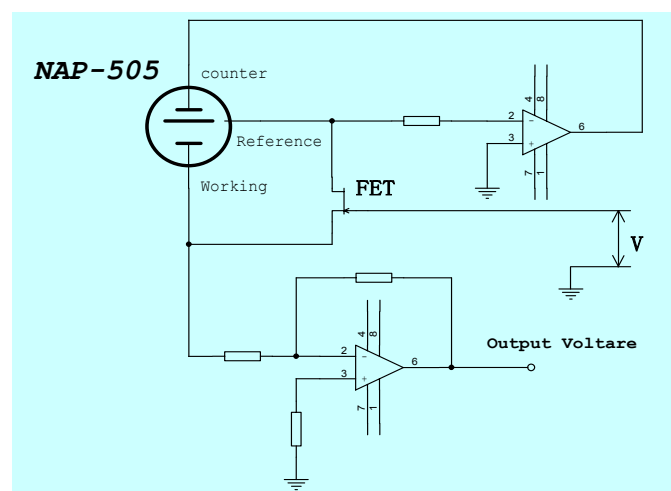 NAP-505
counter
Reference
Working
FET
4
8
2
-
6
3
+
7
1
V
4
8
2
-
6
3
+
7
1
Output Voltare